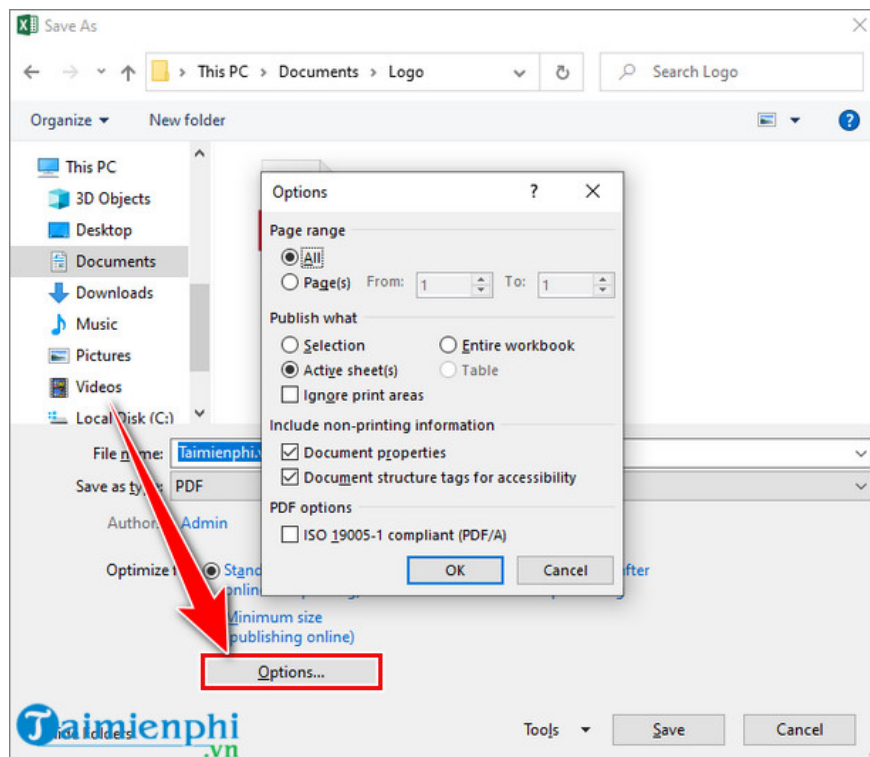 Save As
This PC > Documents > Logo
Search Logo
Organize
New folder
This PC
3D Objects
Desktop
Documents
Downloads
Music
Pictures
Videos
Local Disk (C:)
Options
?
Page range
All
Page(s) From: 1 To: 1
Publish what
Selection
Entire workbook
Active sheet(s)
Table
Ignore print areas
Include non-printing information
Document properties
Document structure tags for accessibility
PDF options
ISO 19005-1 compliant (PDF/A)
OK
Cancel
File name: Taimienphi.v
Save as type: PDF
Admin
Optimize
Minimum size
publishing online)
Options...
Taimienphi
.vn
Folders
Tools
Save
Cancel